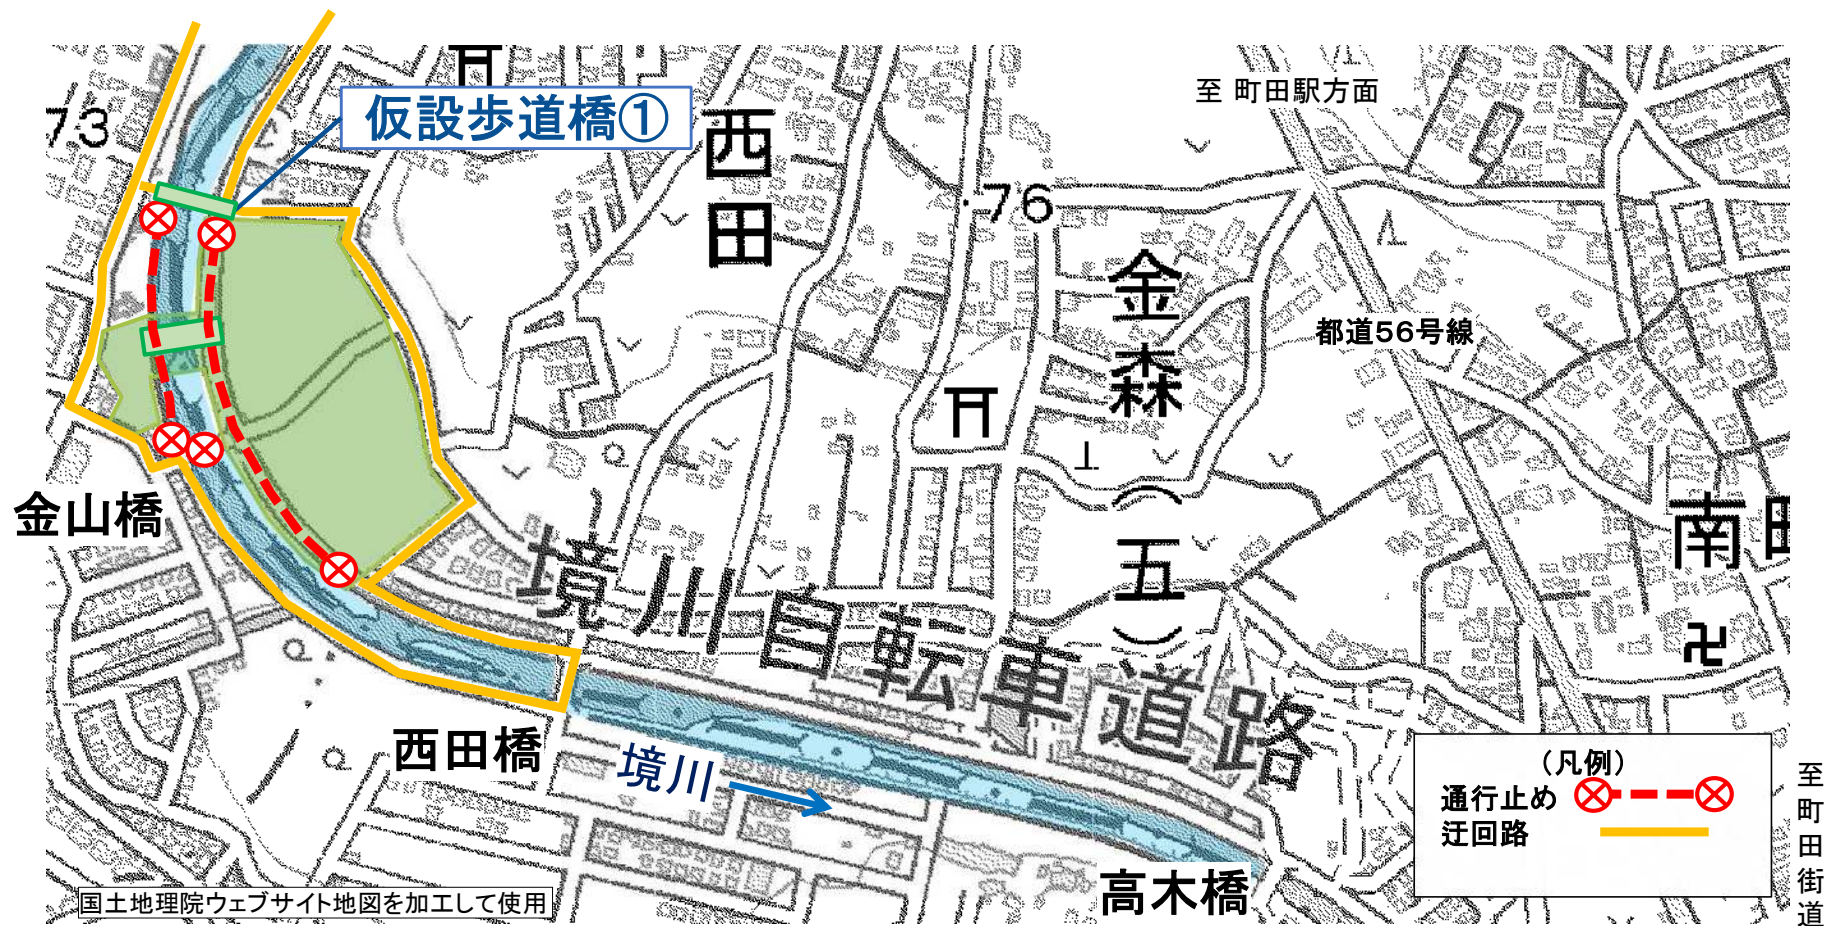 仮設歩道橋①
73
西田
至 町田駅方面
・76
金森(五)
都道56号線
金山橋
南田
境川自転車道路
西田橋
境川
高木橋
(凡例)
通行止め
迂回路
至町田街道
国土地理院ウェブサイト地図を加工して使用